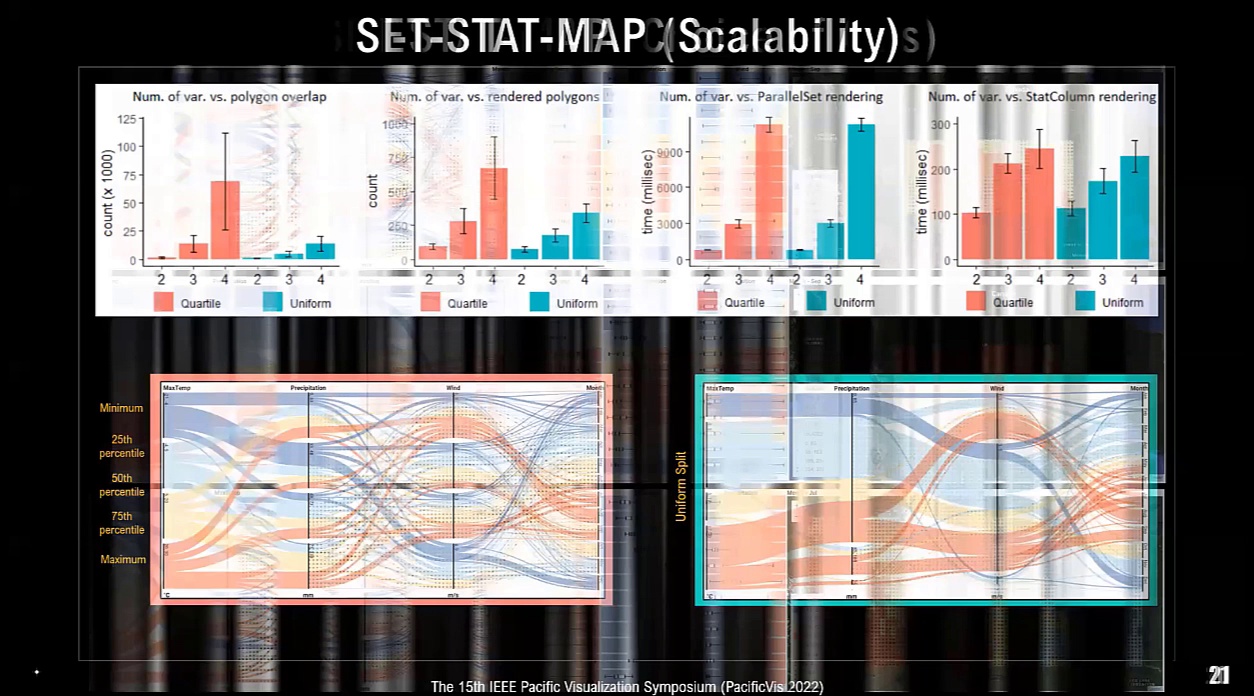 SET-STAT-MAP (Scalability)
Num. of var. vs. polygon overlap
count (x 1000)
125
100
75
50
25
0
2 3 4 2 3 4
Quartile Uniform
Num. of var. vs. rendered polygons
count
250
0
2 3 4 2 3 4
Quartile Uniform
Num. of var. vs. ParallelSet rendering
time (millisec)
9000
6000
3000
0
2 3 4 2 3 4
Quartile Uniform
Num. of var. vs. StatColumn rendering
time (millisec)
300
200
100
0
2 3 4 2 3 4
Quartile Uniform
Minimum
25th
percentile
50th
percentile
75th
percentile
Maximum
MaxTemp Precipitation Wind Month
°C mm m/s
Uniform Split
MaxTemp Precipitation Wind Month
°C mm
The 15th IEEE Pacific Visualization Symposium (PacificVis 2022)
21